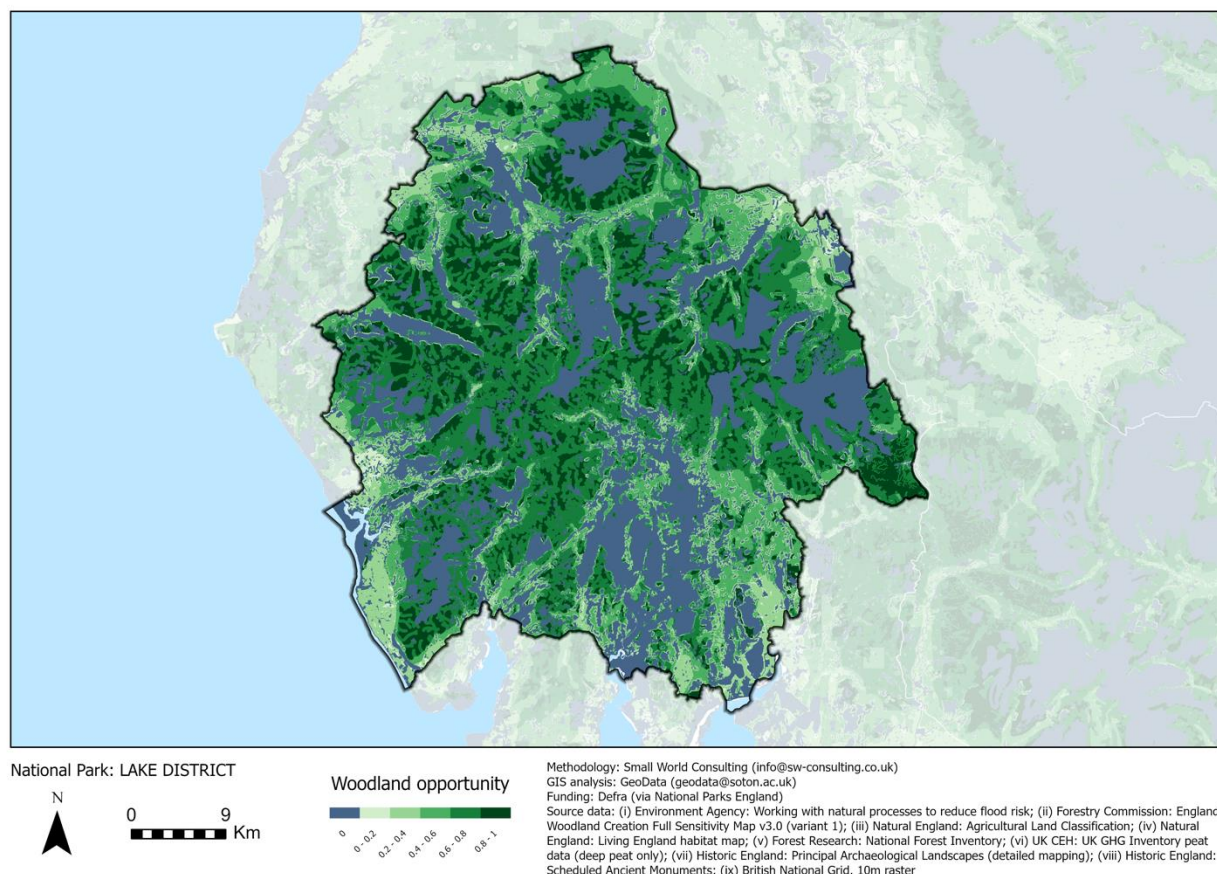 National Park: LAKE DISTRICT
N
0 9
Km
Woodland opportunity
0
0 - 0.2
0.2 - 0.4
0.4 - 0.6
0.6 - 0.8
0.8 - 1
Methodology: Small World Consulting (info@sw-consulting.co.uk)
GIS analysis: GeoData (geodata@soton.ac.uk)
Funding: Defra (via National Parks England)
Source data: (i) Environment Agency: Working with natural processes to reduce flood risk; (ii) Forestry Commission: England
Woodland Creation Full Sensitivity Map v3.0 (variant 1); (iii) Natural England: Agricultural Land Classification; (iv) Natural
England: Living England habitat map; (v) Forest Research: National Forest Inventory; (vi) UK CEH: UK GHG Inventory peat
data (deep peat only); (vii) Historic England: Principal Archaeological Landscapes (detailed mapping); (viii) Historic England:
Scheduled Ancient Monuments; (ix) British National Grid, 10m raster